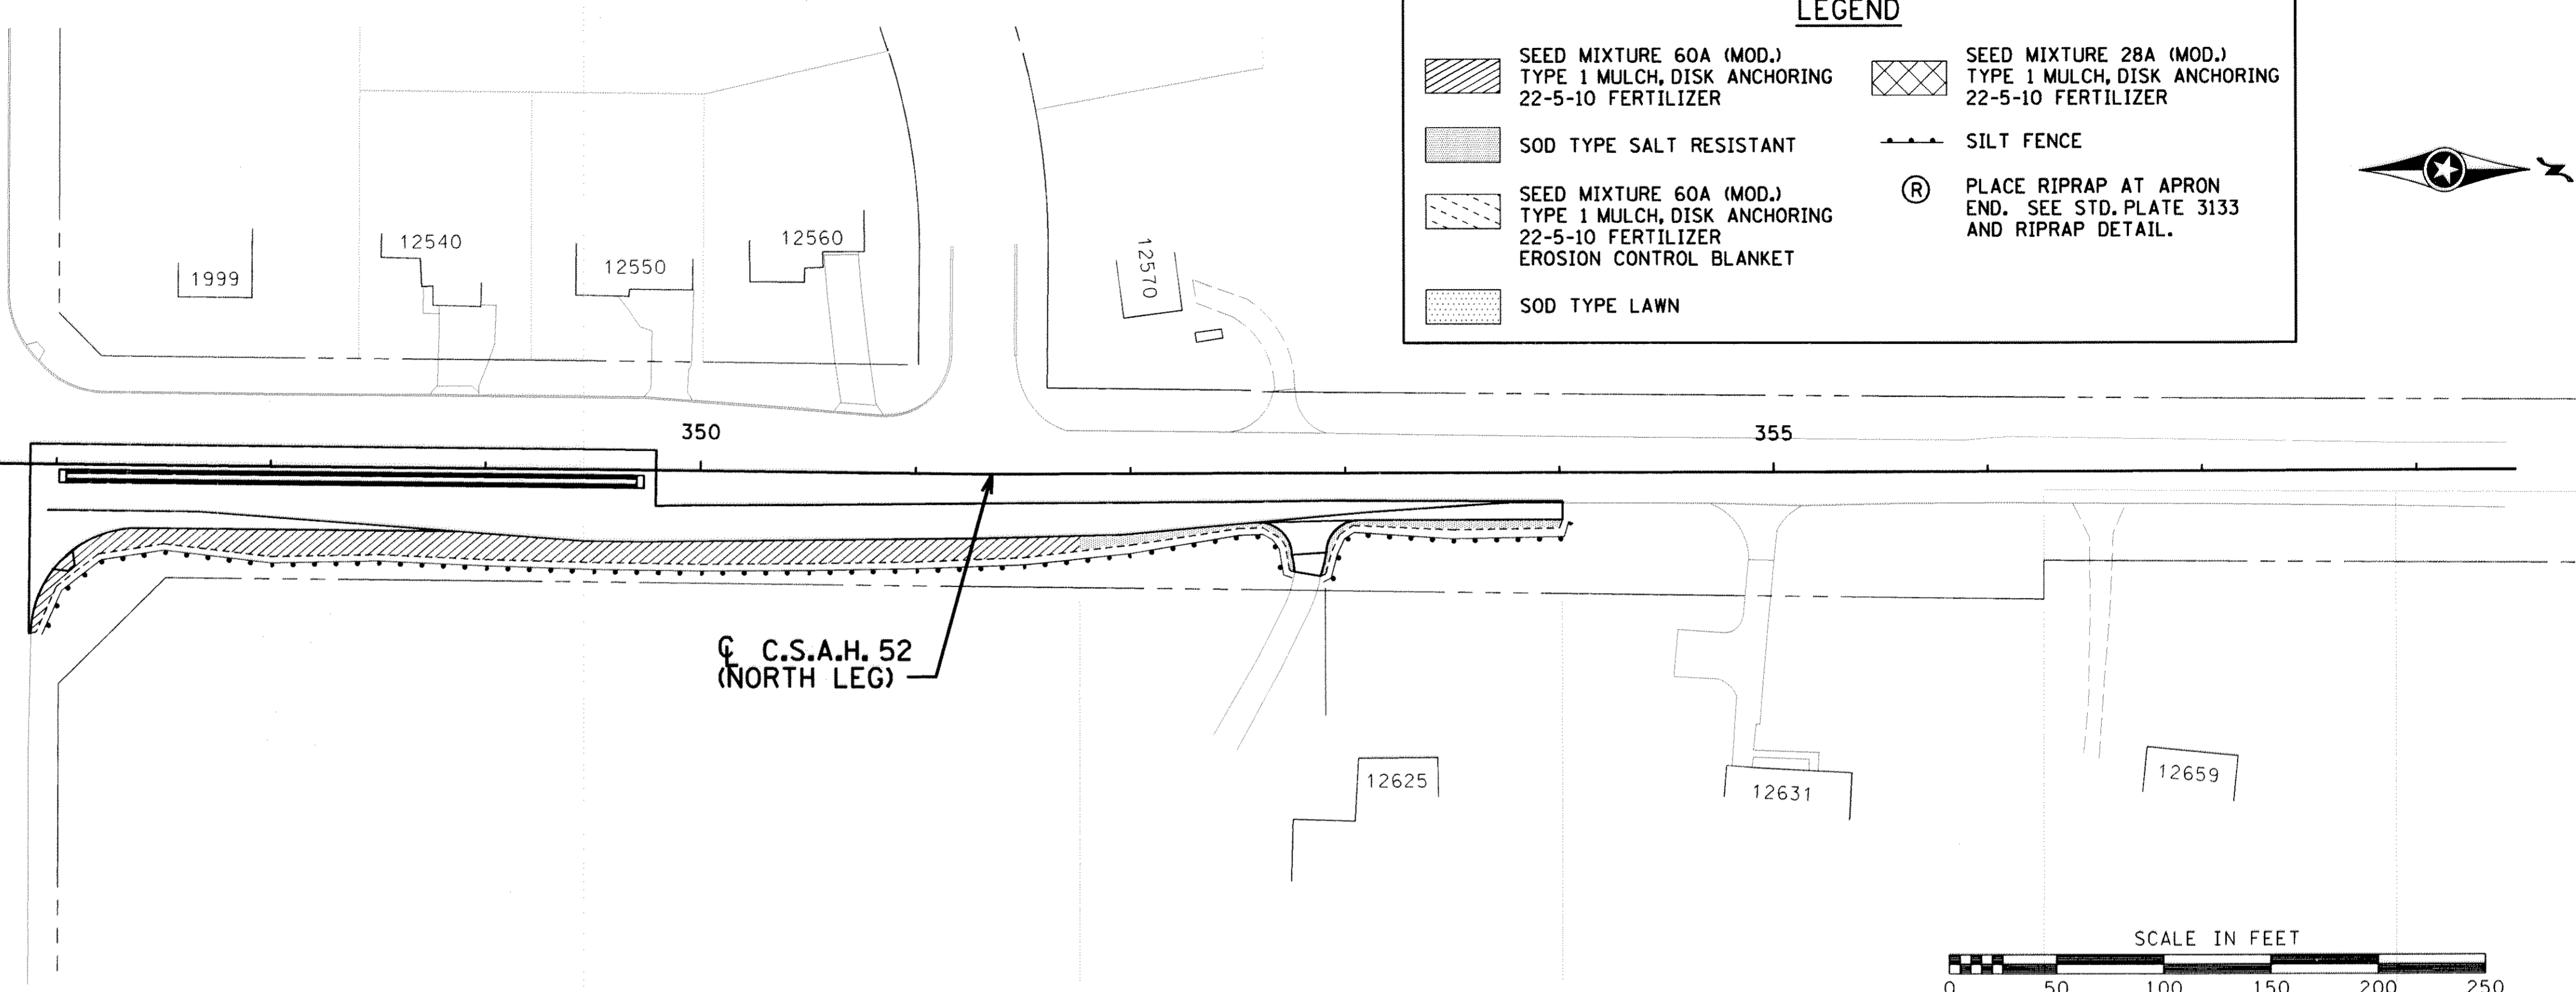 LEGEND
SEED MIXTURE 60A (MOD.)
TYPE 1 MULCH, DISK ANCHORING
22-5-10 FERTILIZER
SOD TYPE SALT RESISTANT
SEED MIXTURE 60A (MOD.)
TYPE 1 MULCH, DISK ANCHORING
22-5-10 FERTILIZER
EROSION CONTROL BLANKET
SOD TYPE LAWN
SEED MIXTURE 28A (MOD.)
TYPE 1 MULCH, DISK ANCHORING
22-5-10 FERTILIZER
SILT FENCE
R
PLACE RIPRAP AT APRON
END. SEE STD. PLATE 3133
AND RIPRAP DETAIL.
N
1999
12540
12550
12560
12570
350
355
℄ C.S.A.H. 52
(NORTH LEG)
12625
12631
12659
SCALE IN FEET
0 50 100 150 200 250